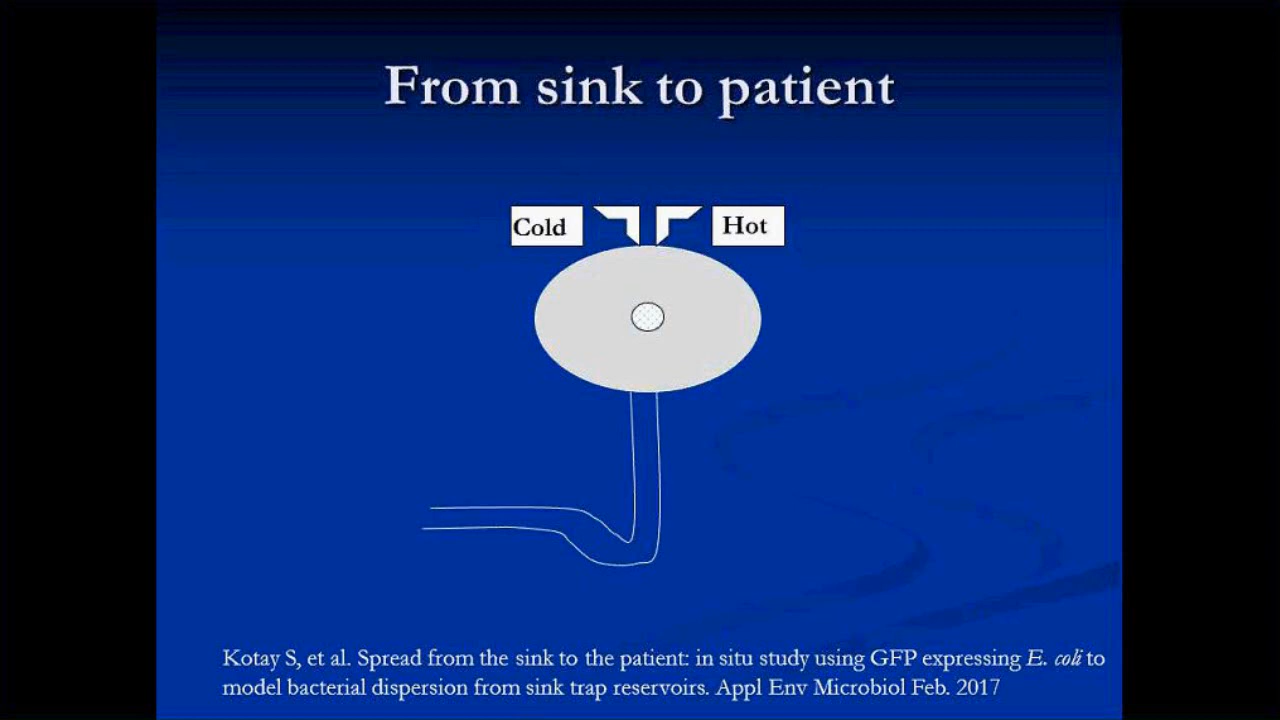 From sink to patient
Cold
Hot
Kotay S, et al. Spread from the sink to the patient: in situ study using GFP expressing E. coli to
model bacterial dispersion from sink trap reservoirs. Appl Env Microbiol Feb. 2017